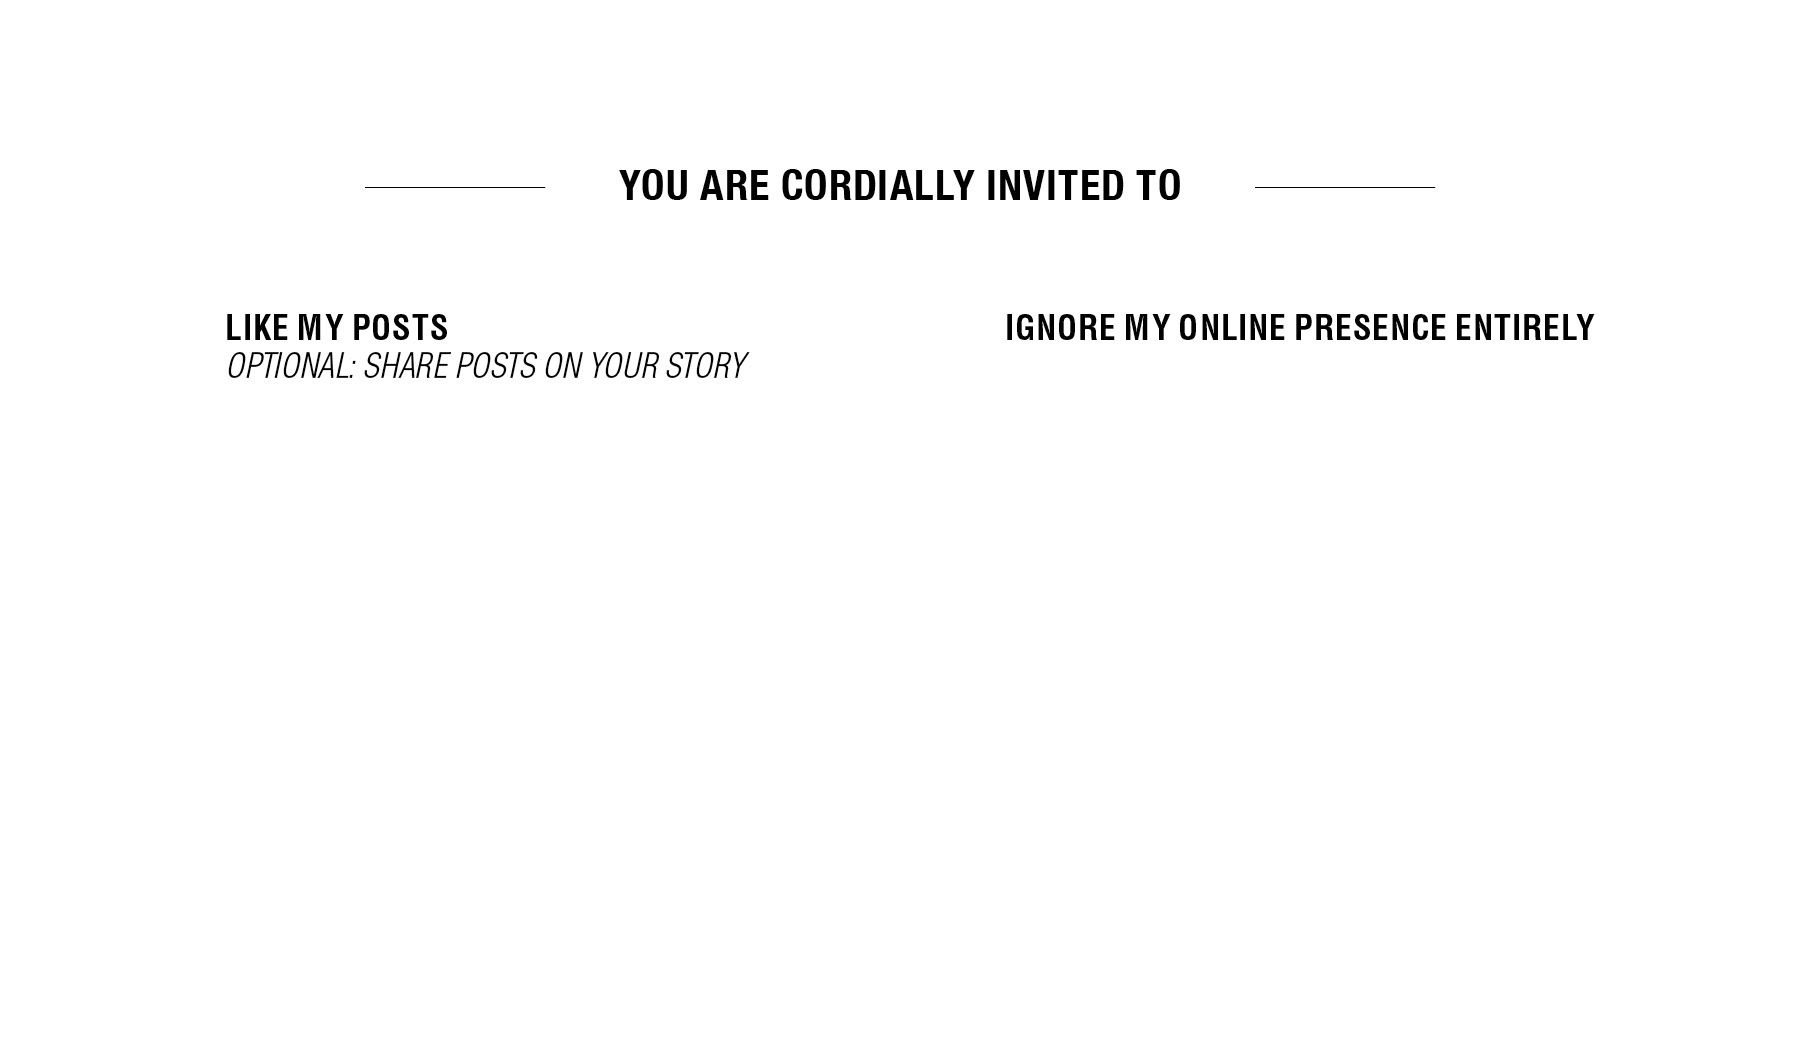 YOU ARE CORDIALLY INVITED TO
LIKE MY POSTS
OPTIONAL: SHARE POSTS ON YOUR STORY
IGNORE MY ONLINE PRESENCE ENTIRELY